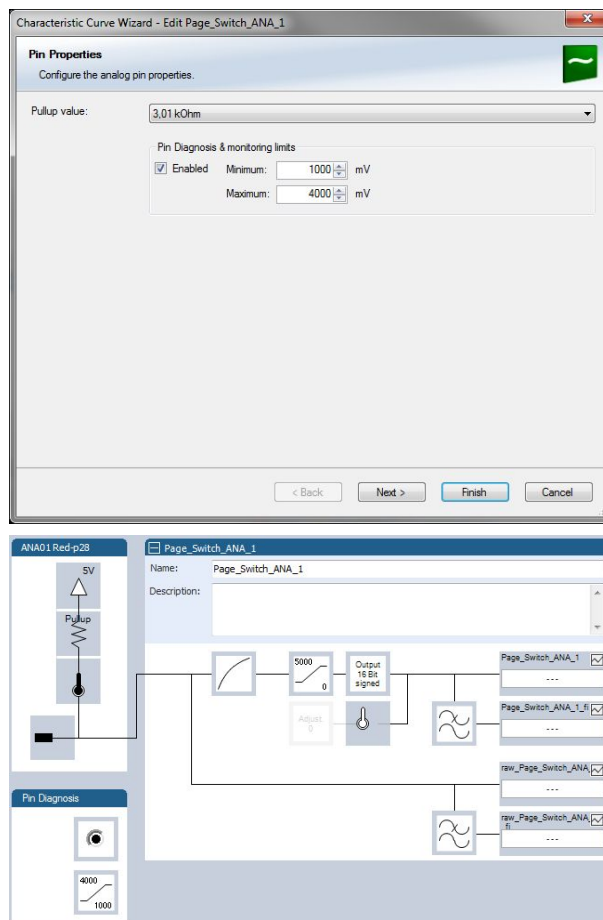 Characteristic Curve Wizard - Edit Page_Switch_ANA_1
Pin Properties
Configure the analog pin properties.
Pullup value:
3,01 kOhm
Pin Diagnosis & monitoring limits
Enabled
Minimum:
1000
mV
Maximum:
4000
mV
< Back
Next >
Finish
Cancel
ANA01 Red-p28
5V
Pullup
Page_Switch_ANA_1
Name:
Page_Switch_ANA_1
Description:
5000
0
Output
16 Bit
signed
Adjust
0
Page_Switch_ANA_1
---
Page_Switch_ANA_1_fi
---
raw_Page_Switch_ANA_
---
raw_Page_Switch_ANA_
fi
---
Pin Diagnosis
4000
1000